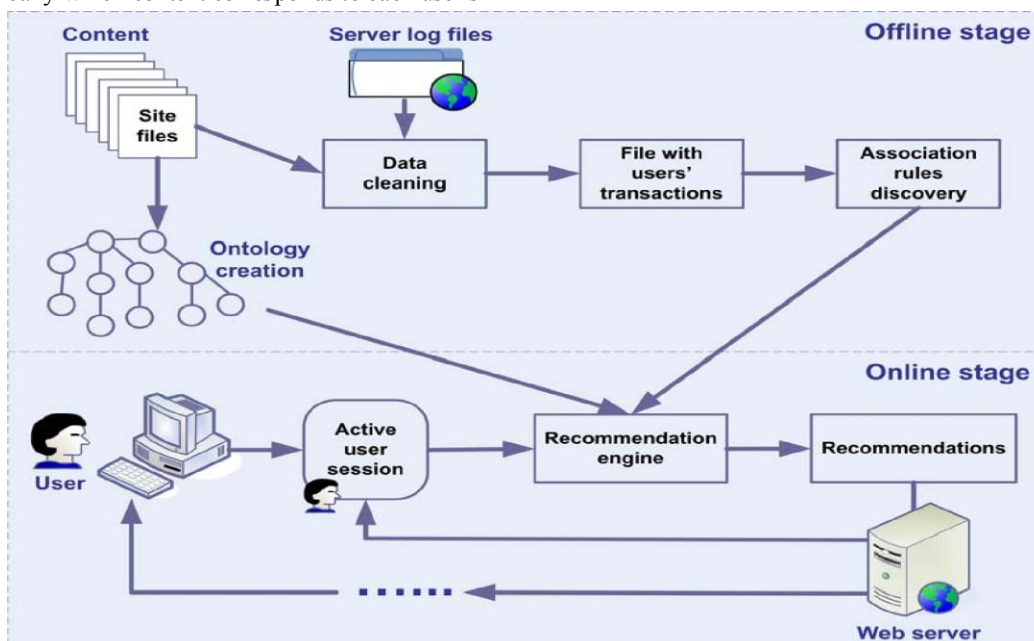 Content
Server log files
Offline stage
Site
files
Data
cleaning
File with
users'
transactions
Association
rules
discovery
Ontology
creation
Online stage
User
Active
user
session
Recommendation
engine
Recommendations
Web server